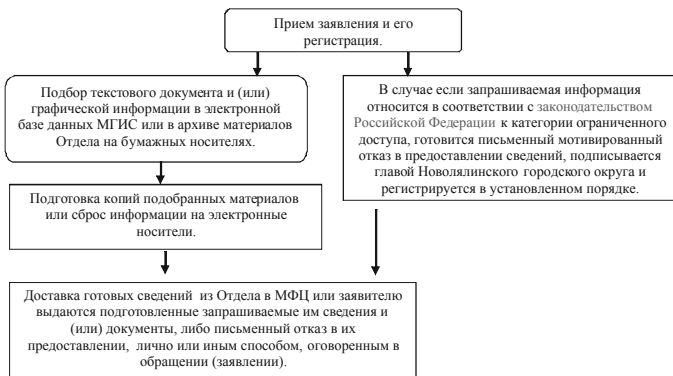 Прием заявления и его
регистрация.
Подбор текстового документа и (или)
графической информации в электронной
базе данных МГИС или в архиве материалов
Отдела на бумажных носителях.
В случае если запрашиваемая информация
относится в соответствии с законодательством
Российской Федерации к категории ограниченного
доступа, готовится письменный мотивированный
отказ в предоставлении сведений, подписывается
главой Новолялинского городского округа и
регистрируется в установленном порядке.
Подготовка копий подобранных материалов
или сброс информации на электронные
носители.
Доставка готовых сведений из Отдела в МФЦ или заявителю
выдаются подготовленные запрашиваемые им сведения и
(или) документы, либо письменный отказ в их
предоставлении, лично или иным способом, оговоренным в
обращении (заявлении).